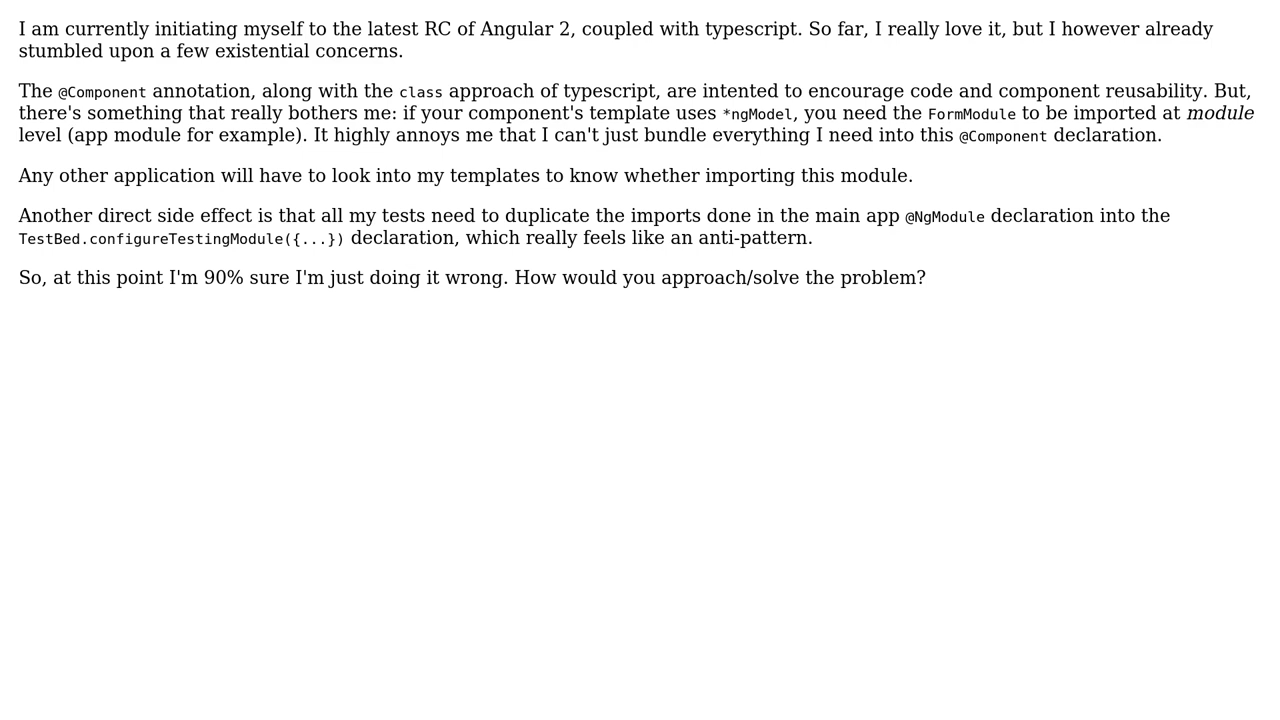 I am currently initiating myself to the latest RC of Angular 2, coupled with typescript. So far, I really love it, but I however already
stumbled upon a few existential concerns.
The @Component annotation, along with the class approach of typescript, are intented to encourage code and component reusability. But,
there's something that really bothers me: if your component's template uses *ngModel, you need the FormModule to be imported at module
level (app module for example). It highly annoys me that I can't just bundle everything I need into this @Component declaration.
Any other application will have to look into my templates to know whether importing this module.
Another direct side effect is that all my tests need to duplicate the imports done in the main app @NgModule declaration into the
TestBed.configureTestingModule({...}) declaration, which really feels like an anti-pattern.
So, at this point I'm 90% sure I'm just doing it wrong. How would you approach/solve the problem?